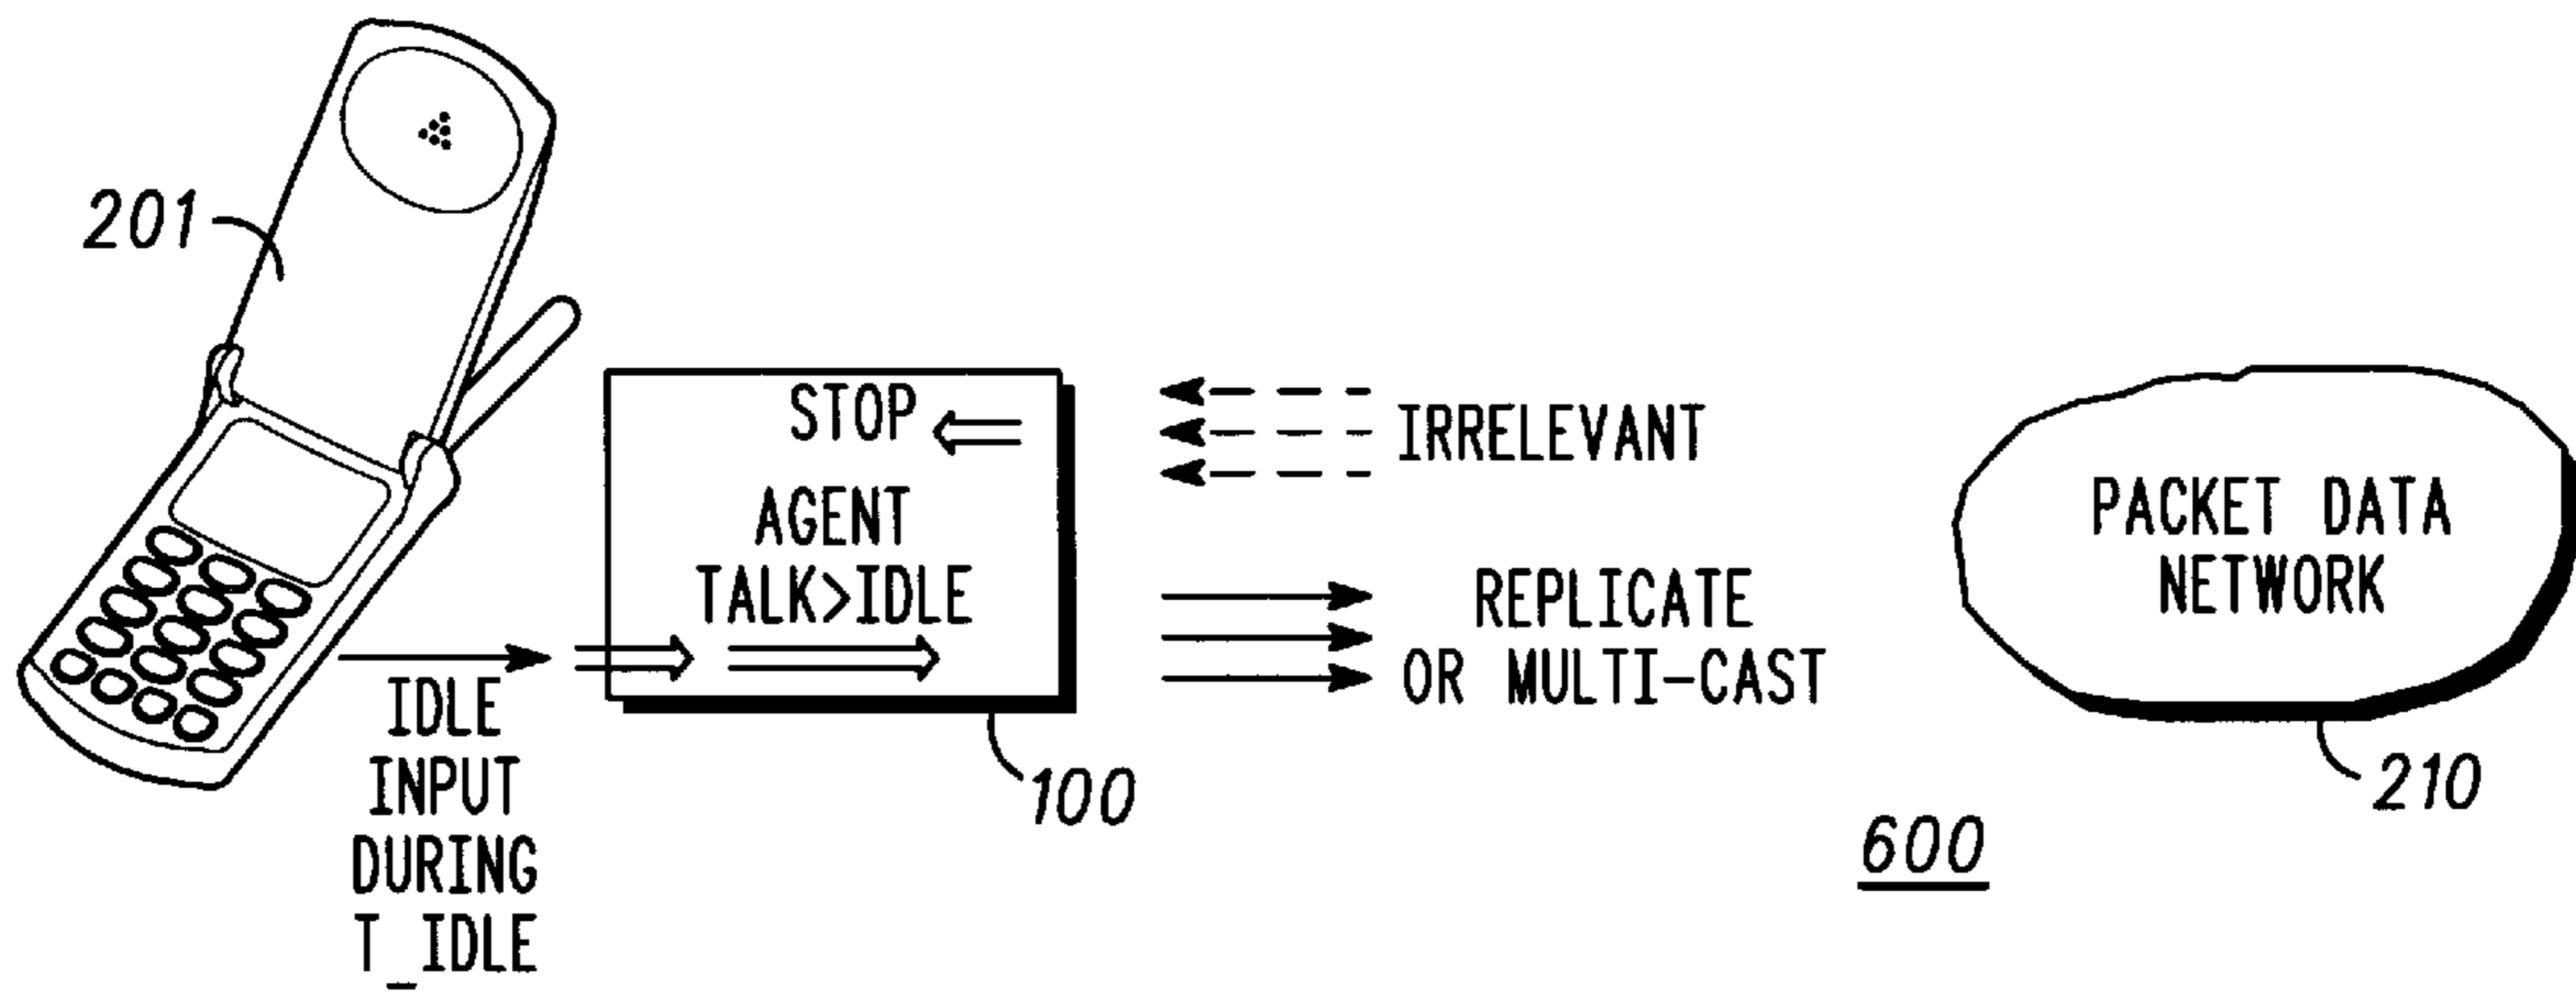 201
STOP
AGENT
TALK>IDLE
IRRELEVANT
REPLICATE
OR MULTI-CAST
PACKET DATA
NETWORK
IDLE
INPUT
DURING
T_IDLE
100
210
600